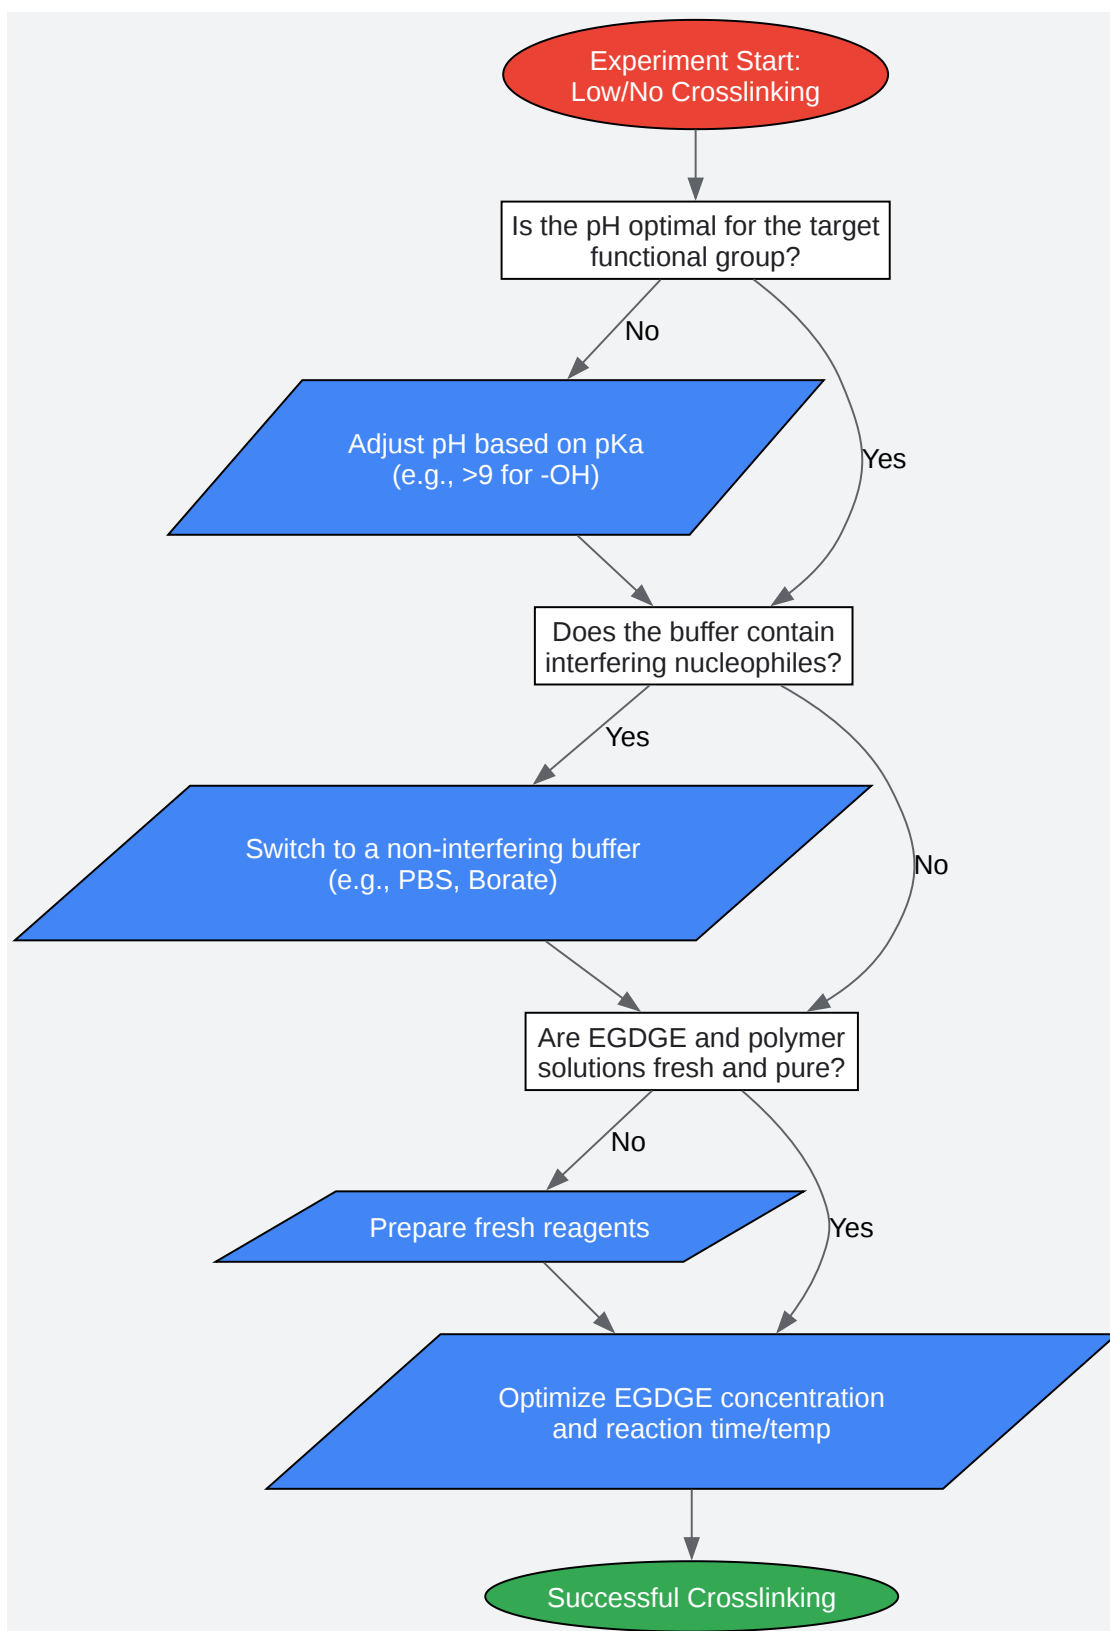 Experiment Start:
Low/No Crosslinking
Is the pH optimal for the target
functional group?
No
Yes
Adjust pH based on pKa
(e.g., >9 for -OH)
Does the buffer contain
interfering nucleophiles?
Yes
No
Switch to a non-interfering buffer
(e.g., PBS, Borate)
Are EGDGE and polymer
solutions fresh and pure?
No
Yes
Prepare fresh reagents
Optimize EGDGE concentration
and reaction time/temp
Successful Crosslinking